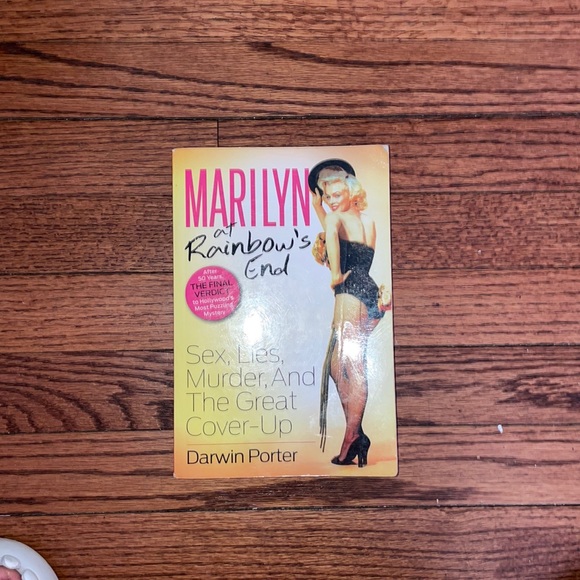 MARILYN
at
Rainbow's
End
After
50 Years,
THE FINAL
VERDICT
to Hollywood's
Most Puzzling
Mystery
Sex, Lies,
Murder, And
The Great
Cover-Up
Darwin Porter